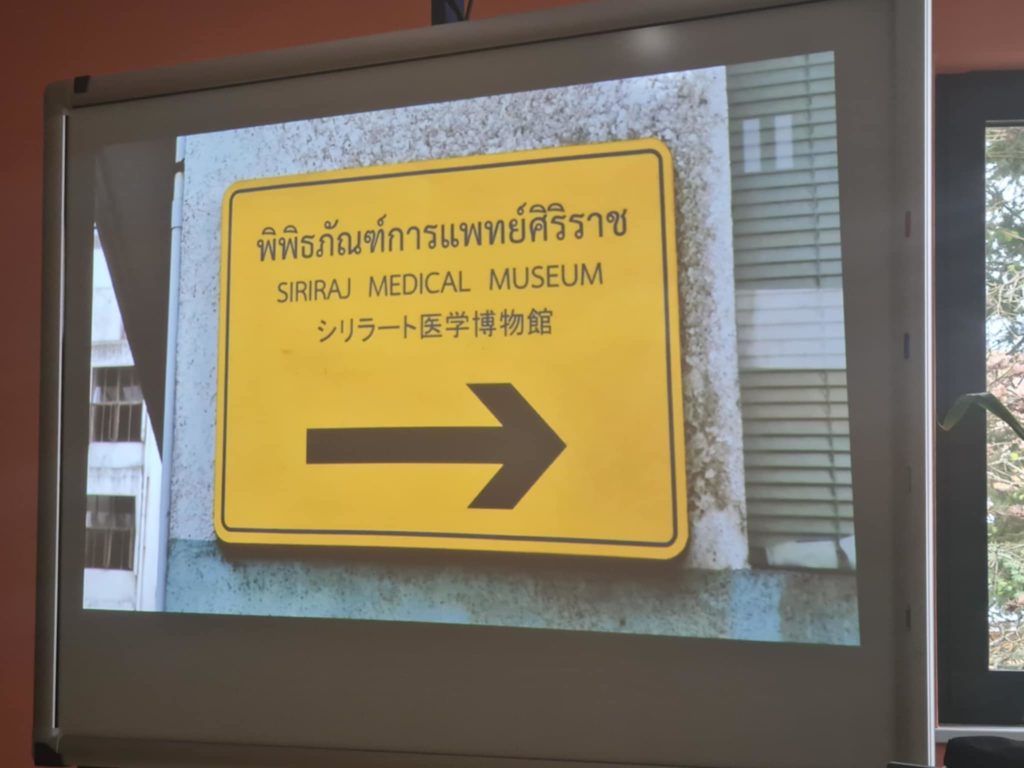 พิพิธภัณฑ์การแพทย์ศิริราช
SIRIRAJ MEDICAL MUSEUM
シリラート医学博物館